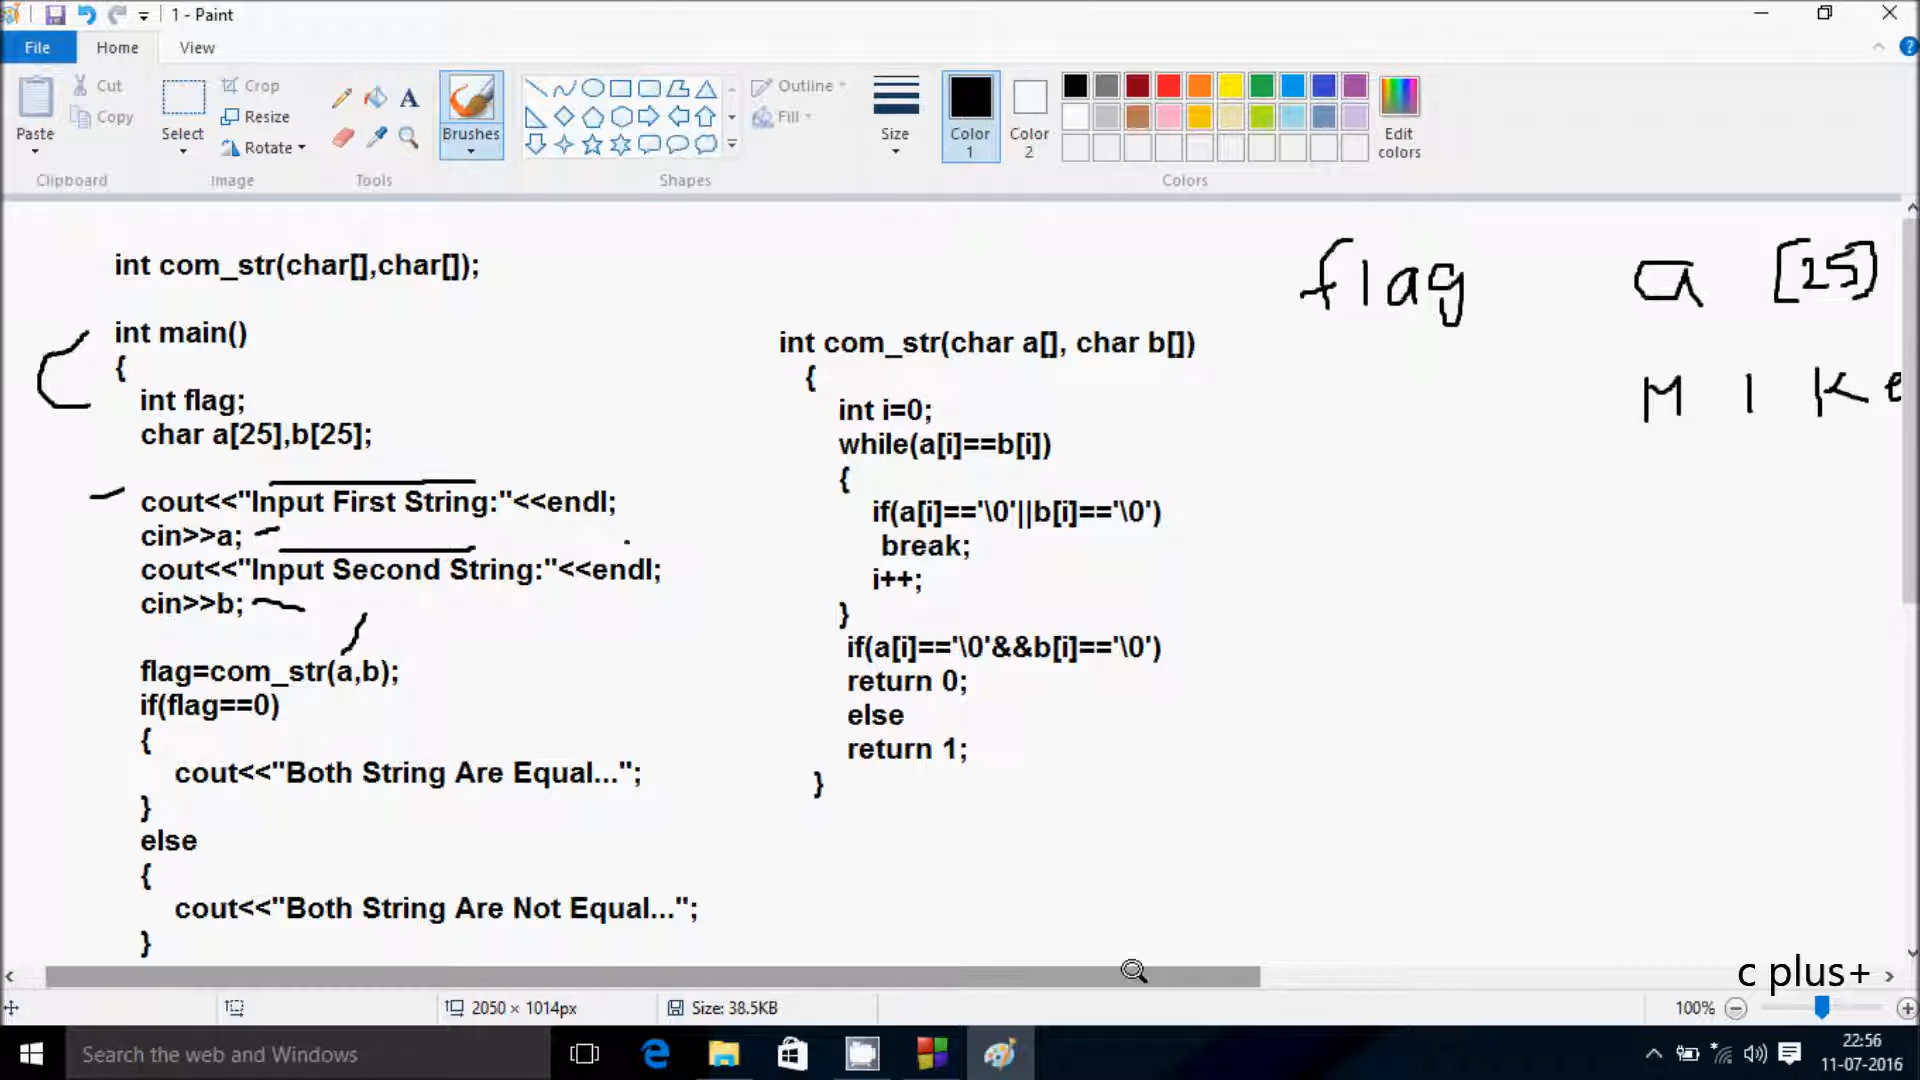 1 - Paint
File Home View
Paste
Cut
Copy
Clipboard
Select
Crop
Resize
Rotate
Image
Tools
Brushes
Outline
Fill
Shapes
Size
Color 1
Color 2
Edit colors
Colors
int com_str(char[],char[]);
int main()
{
int flag;
char a[25],b[25];
cout<<"Input First String:"<<endl;
cin>>a;
cout<<"Input Second String:"<<endl;
cin>>b;
flag=com_str(a,b);
if(flag==0)
{
cout<<"Both String Are Equal...";
}
else
{
cout<<"Both String Are Not Equal...";
}
int com_str(char a[], char b[])
{
int i=0;
while(a[i]==b[i])
{
if(a[i]=='\0'||b[i]=='\0')
break;
i++;
}
if(a[i]=='\0'&&b[i]=='\0')
return 0;
else
return 1;
}
flag a [25]
M I K e
c plus+
2050 × 1014px
Size: 38.5KB
100%
Search the web and Windows
22:56
11-07-2016